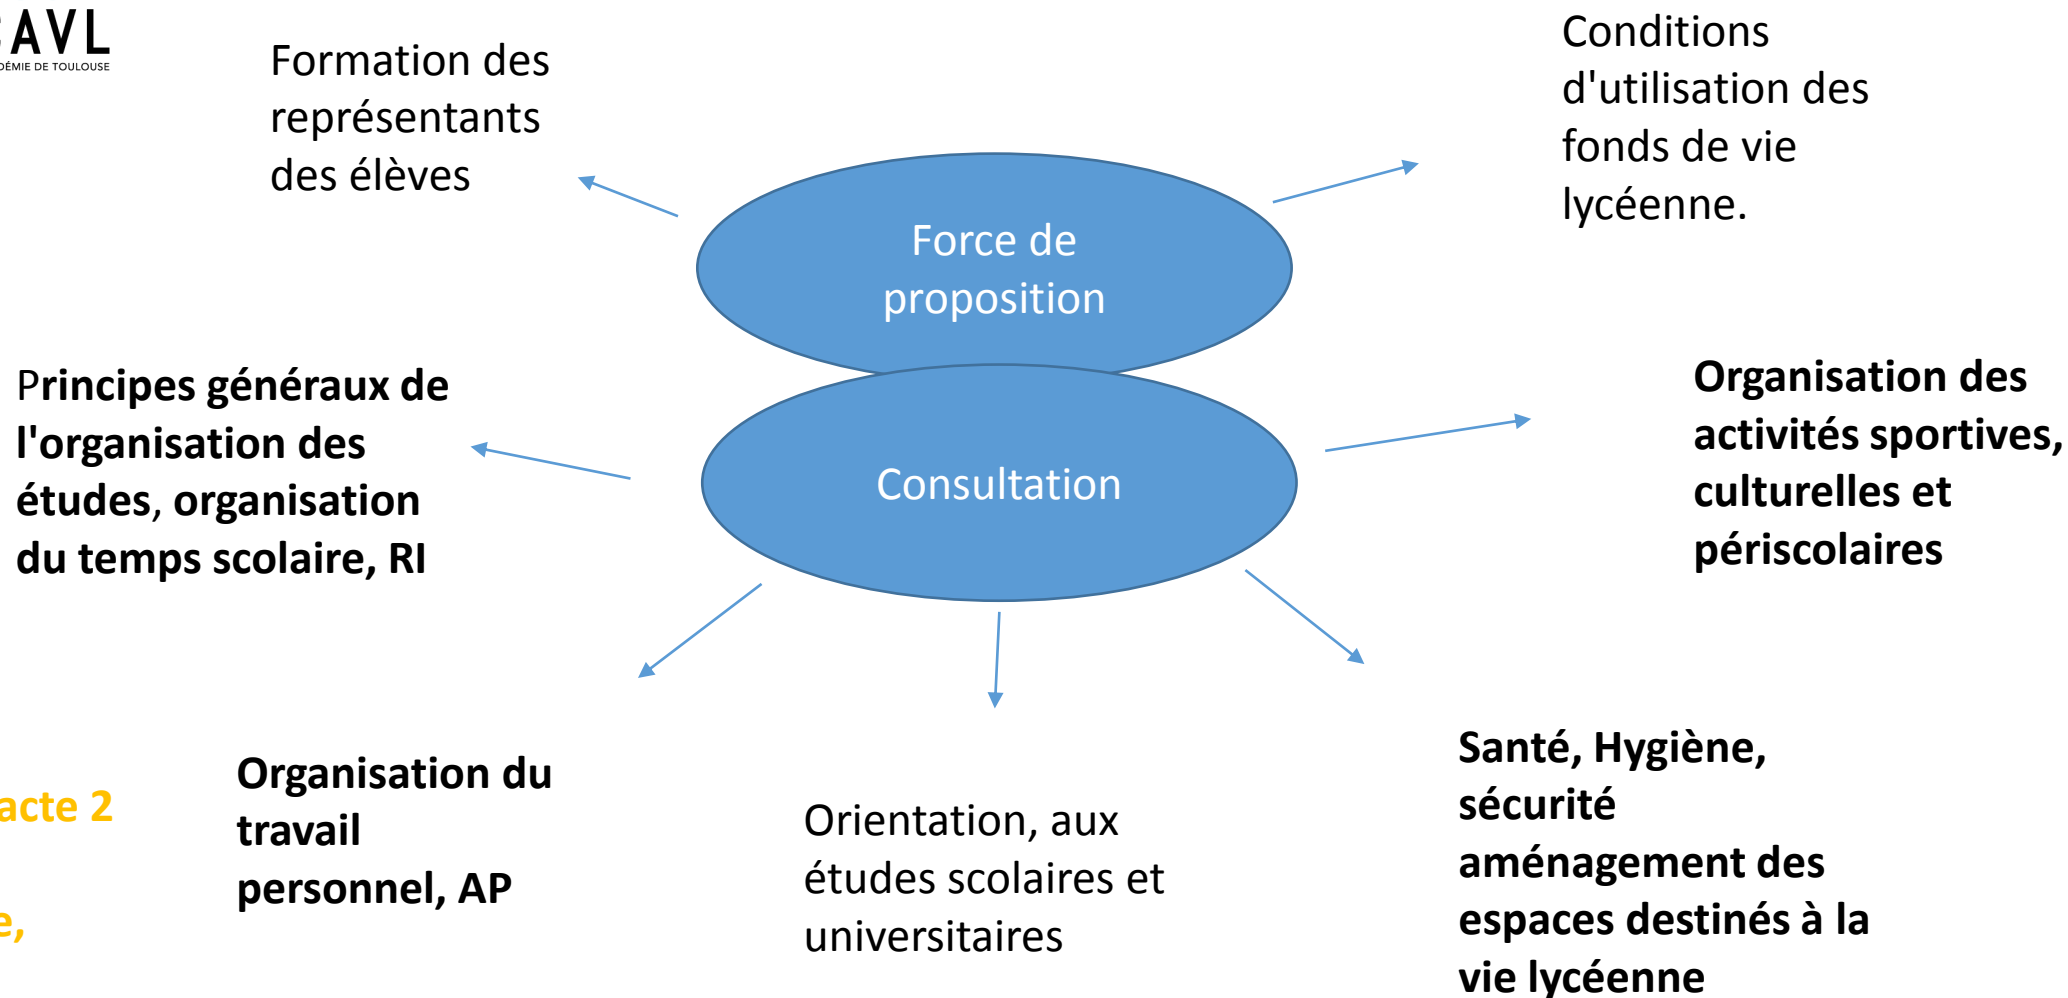 CAVL
ACADÉMIE DE TOULOUSE
Formation des
représentants
des élèves
Conditions
d'utilisation des
fonds de vie
lycéenne.
Force de
proposition
Principes généraux de
l'organisation des
études, organisation
du temps scolaire, RI
Consultation
Organisation des
activités sportives,
culturelles et
périscolaires
acte 2
e,
Organisation du
travail
personnel, AP
Orientation, aux
études scolaires et
universitaires
Santé, Hygiène,
sécurité
aménagement des
espaces destinés à la
vie lycéenne